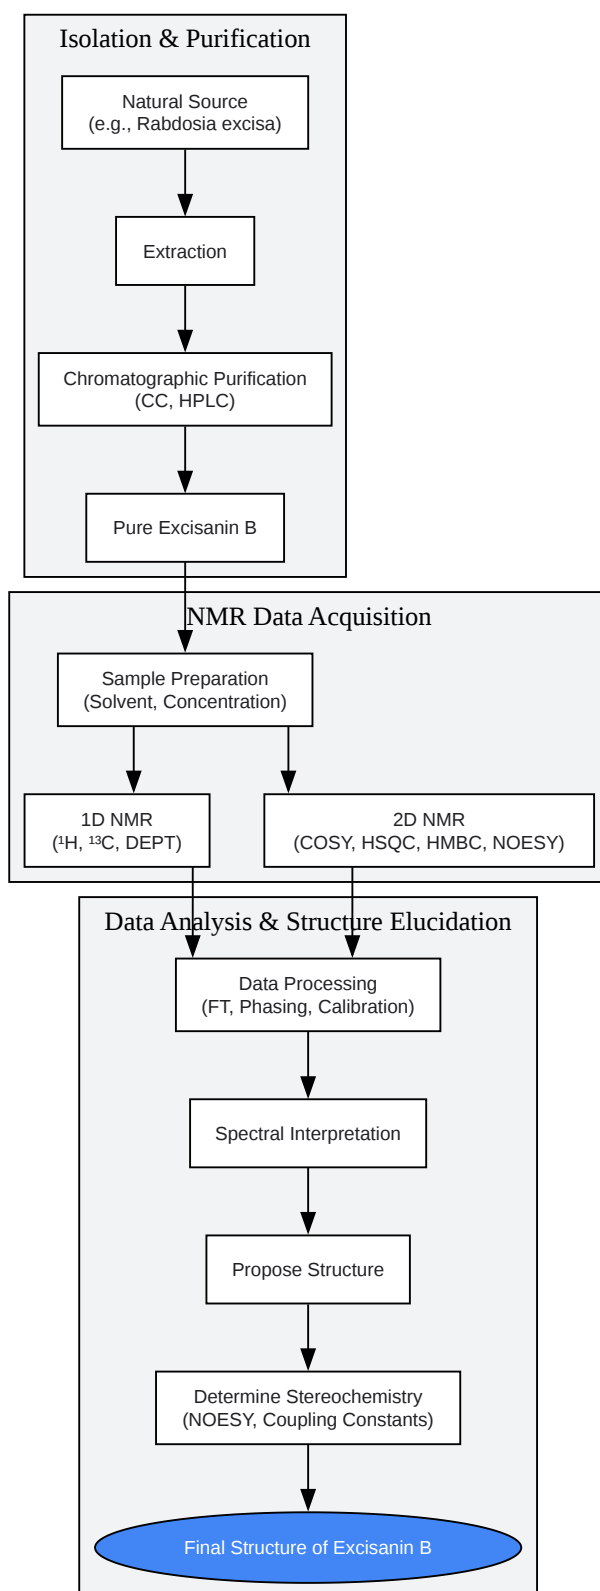 Isolation & Purification
Natural Source
(e.g., Rabdosia excisa)
Extraction
Chromatographic Purification
(CC, HPLC)
Pure Excisanin B
NMR Data Acquisition
Sample Preparation
(Solvent, Concentration)
1D NMR
(¹H, ¹³C, DEPT)
2D NMR
(COSY, HSQC, HMBC, NOESY)
Data Analysis & Structure Elucidation
Data Processing
(FT, Phasing, Calibration)
Spectral Interpretation
Propose Structure
Determine Stereochemistry
(NOESY, Coupling Constants)
Final Structure of Excisanin B